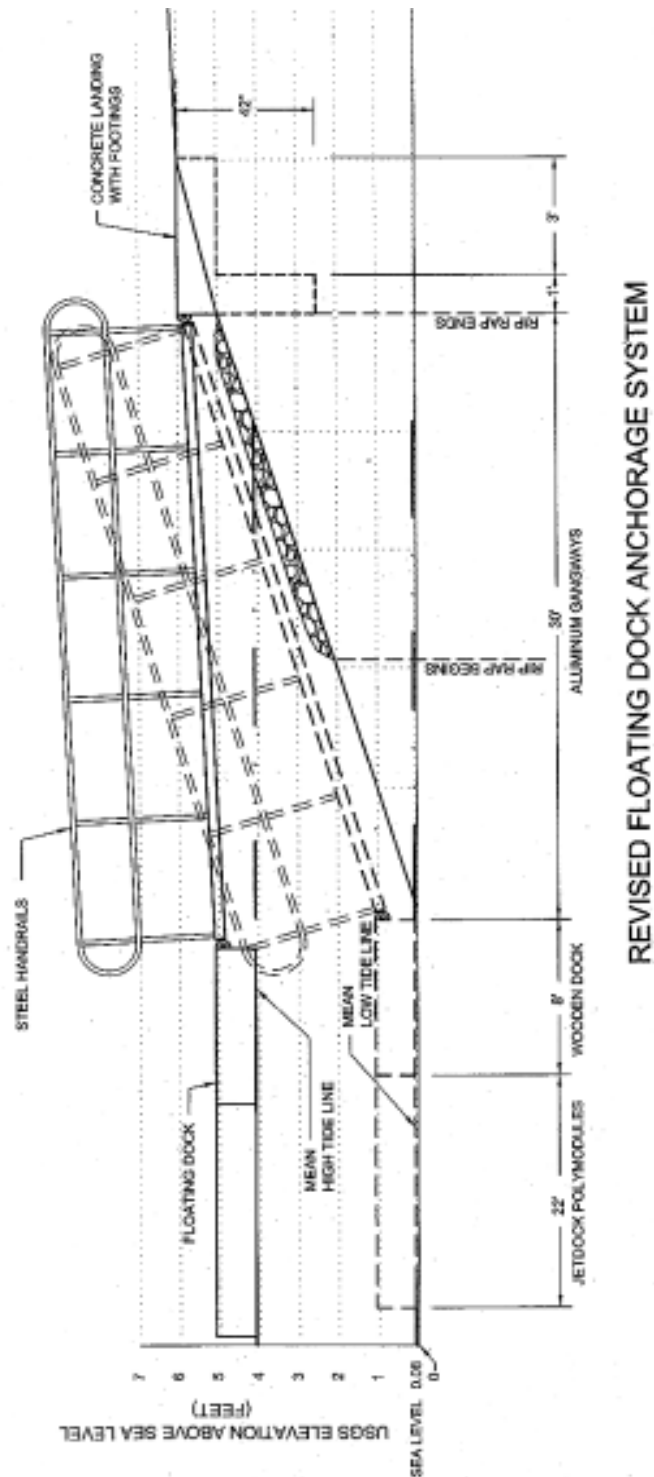 STEEL HANDRAILS
CONCRETE LANDING
WITH FOOTINGS
42"
FLOATING DOCK
MEAN
HIGH TIDE LINE
MEAN
LOW TIDE LINE
RIP RAP BEGINS
RIP RAP ENDS
USGS ELEVATION ABOVE SEA LEVEL
(FEET)
7
6
5
4
3
2
1
0.06
0
SEA LEVEL
22'
8'
30'
1'
3'
JETDOCK POLYMODULES
WOODEN DOCK
ALUMINUM GANGWAYS
REVISED FLOATING DOCK ANCHORAGE SYSTEM